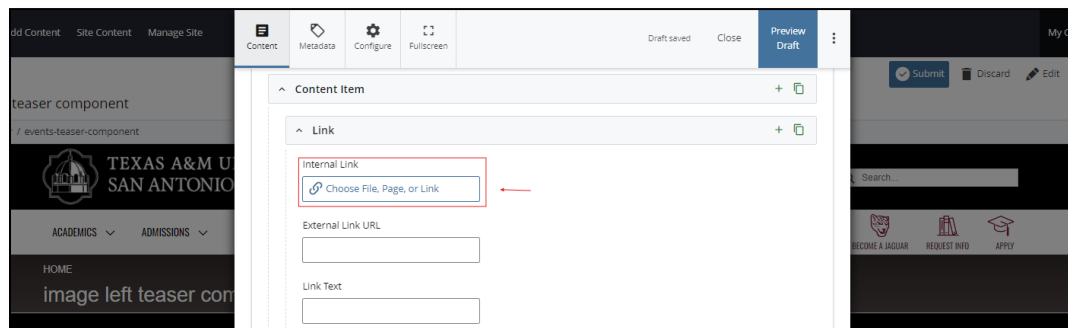 dd Content Site Content Manage Site
Content Metadata Configure Fullscreen
Draft saved Close Preview Draft
My C
Submit Discard Edit
teaser component
/ events-teaser-component
Content Item
Link
Internal Link
Choose File, Page, or Link
External Link URL
Link Text
TEXAS A&M U
SAN ANTONIO
Search...
ACADEMICS ADMISSIONS
BECOME A JAGUAR REQUEST INFO APPLY
HOME
image left teaser com